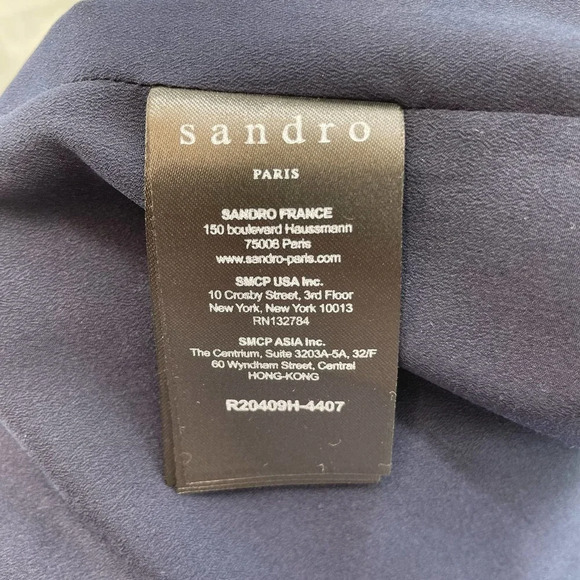 sandro
PARIS
SANDRO FRANCE
150 boulevard Haussmann
75008 Paris
www.sandro-paris.com
SMCP USA Inc.
10 Crosby Street, 3rd Floor
New York, New York 10013
RN132784
SMCP ASIA Inc.
The Centrium, Suite 3203A-5A, 32/F
60 Wyndham Street, Central
HONG-KONG
R20409H-4407